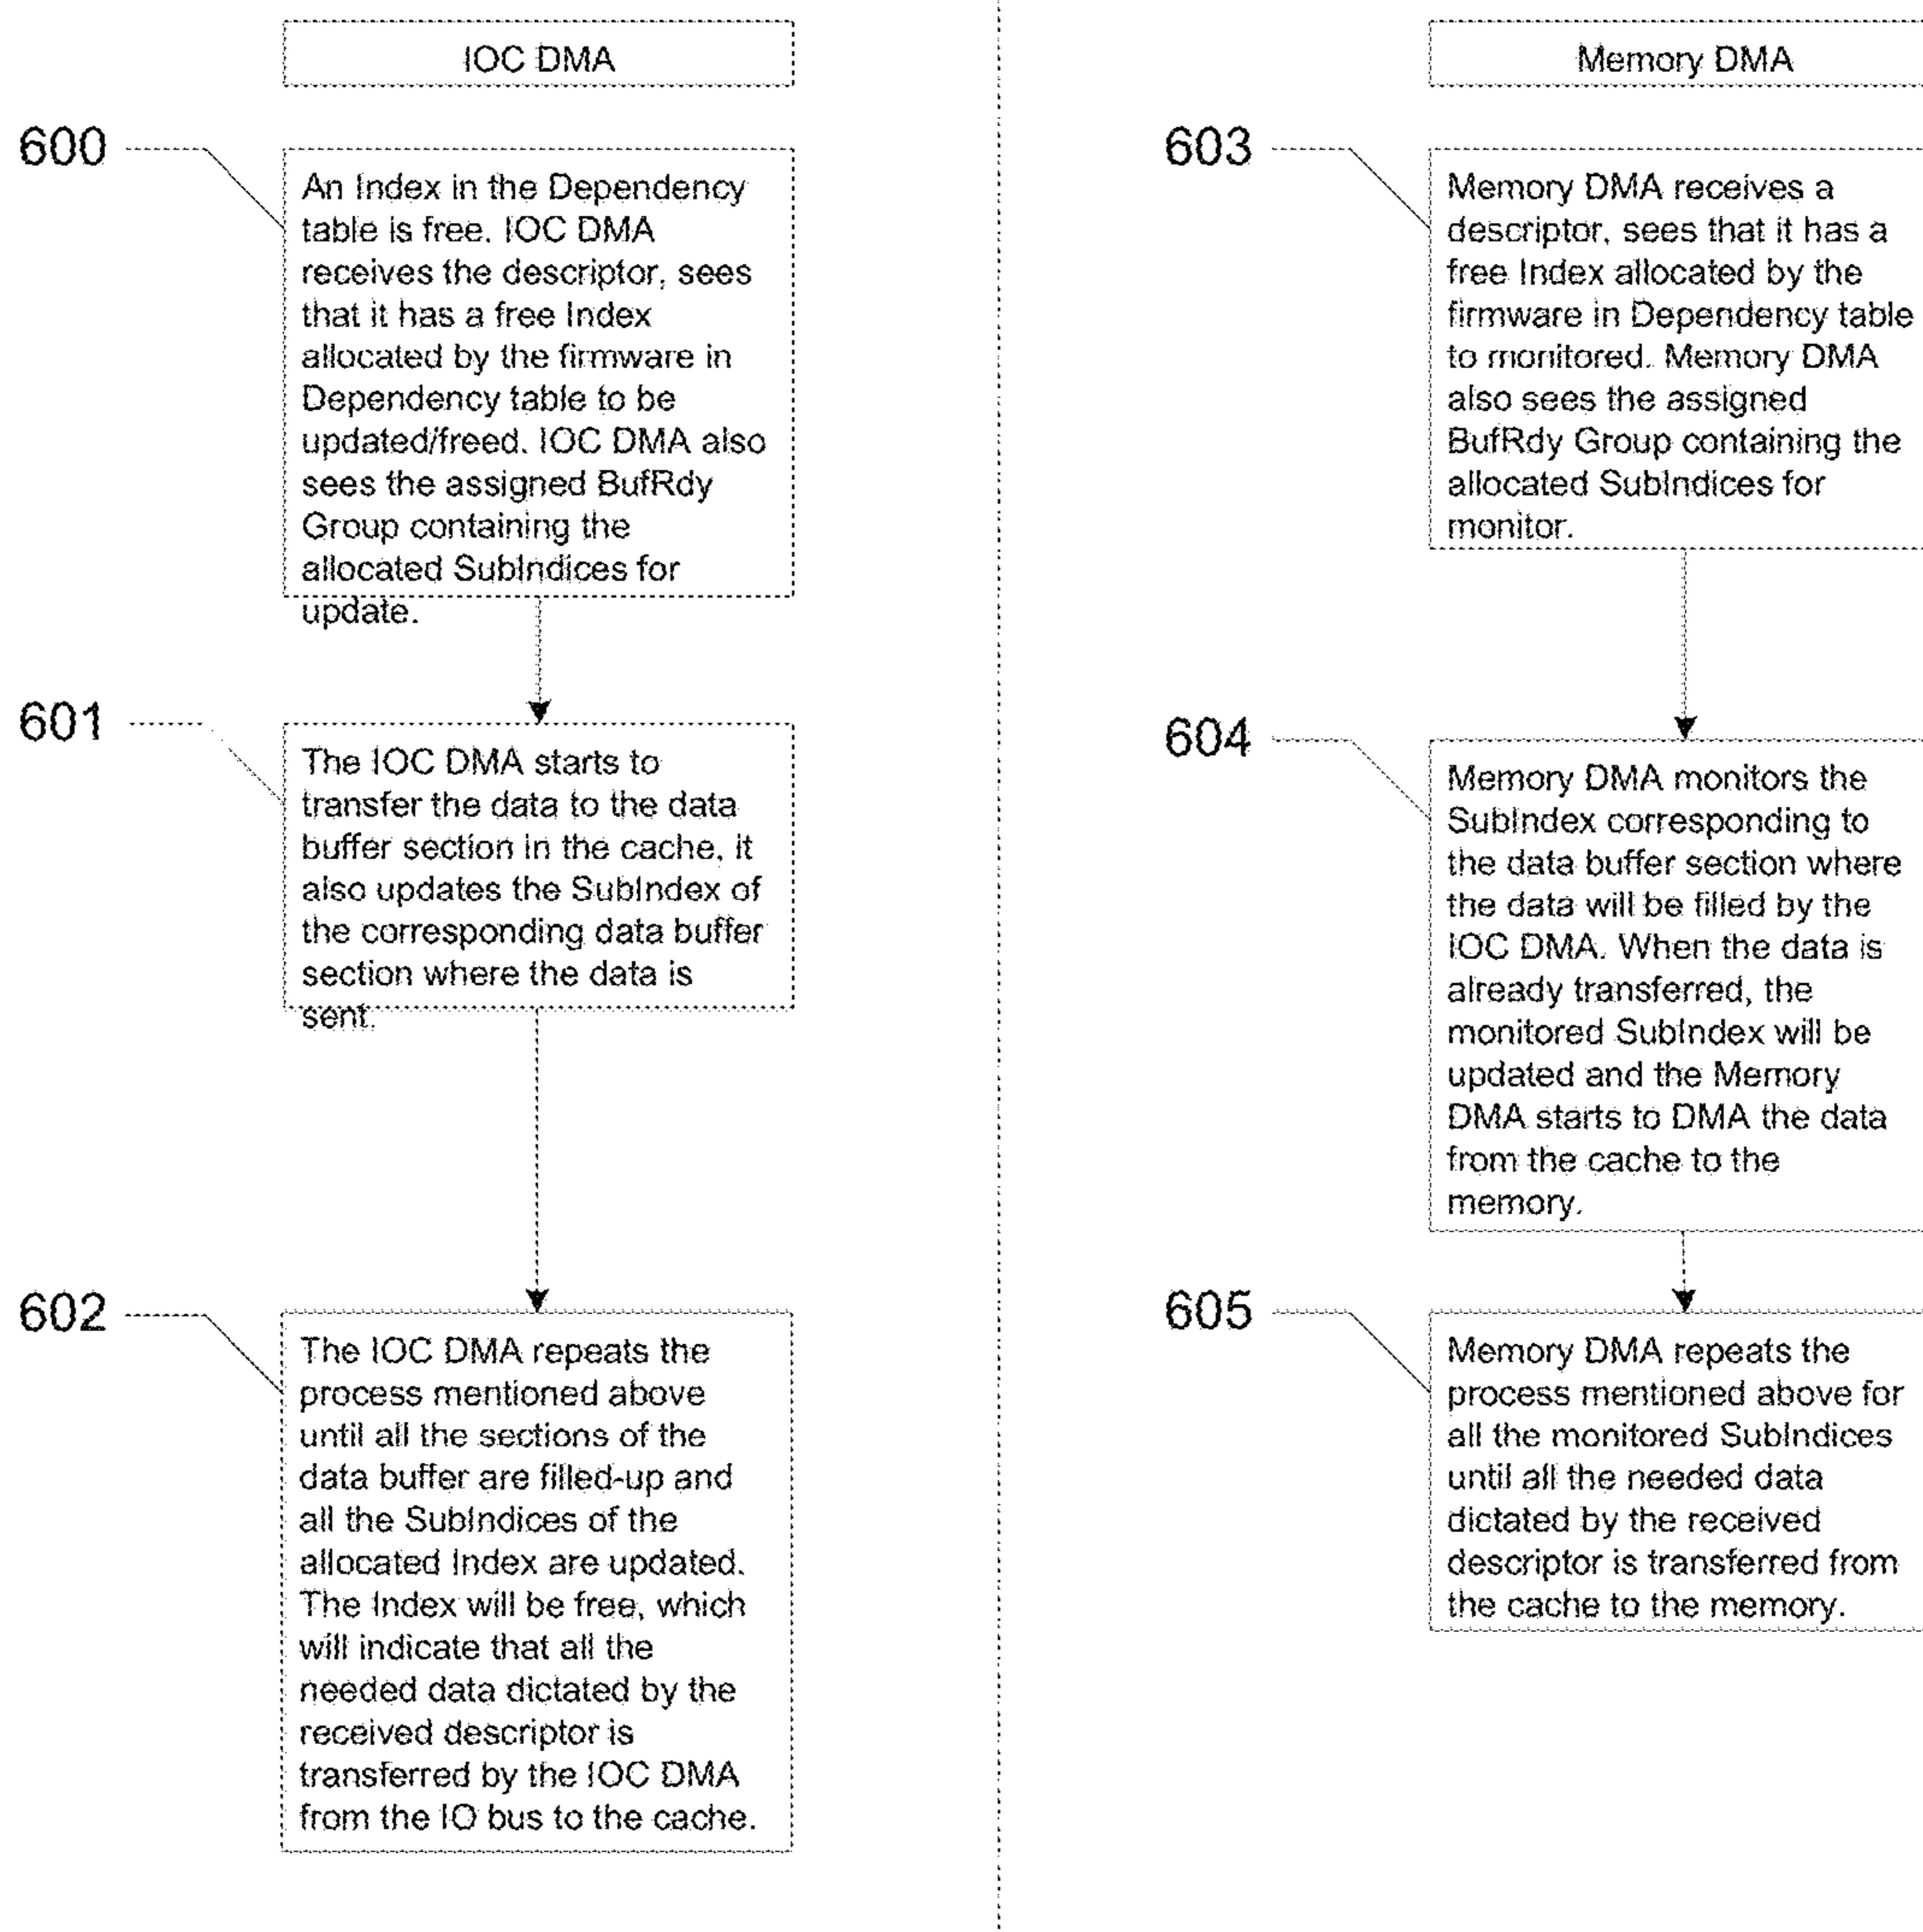 IOC DMA
600
An Index in the Dependency
table is free. IOC DMA
receives the descriptor, sees
that it has a free Index
allocated by the firmware in
Dependency table to be
updated/freed. IOC DMA also
sees the assigned BufRdy
Group containing the
allocated SubIndices for
update.
601
The IOC DMA starts to
transfer the data to the data
buffer section in the cache, it
also updates the SubIndex of
the corresponding data buffer
section where the data is
sent.
602
The IOC DMA repeats the
process mentioned above
until all the sections of the
data buffer are filled-up and
all the SubIndices of the
allocated Index are updated.
The Index will be free, which
will indicate that all the
needed data dictated by the
received descriptor is
transferred by the IOC DMA
from the IO bus to the cache.
Memory DMA
603
Memory DMA receives a
descriptor, sees that it has a
free Index allocated by the
firmware in Dependency table
to monitored. Memory DMA
also sees the assigned
BufRdy Group containing the
allocated SubIndices for
monitor.
604
Memory DMA monitors the
SubIndex corresponding to
the data buffer section where
the data will be filled by the
IOC DMA. When the data is
already transferred, the
monitored SubIndex will be
updated and the Memory
DMA starts to DMA the data
from the cache to the
memory.
605
Memory DMA repeats the
process mentioned above for
all the monitored SubIndices
until all the needed data
dictated by the received
descriptor is transferred from
the cache to the memory.